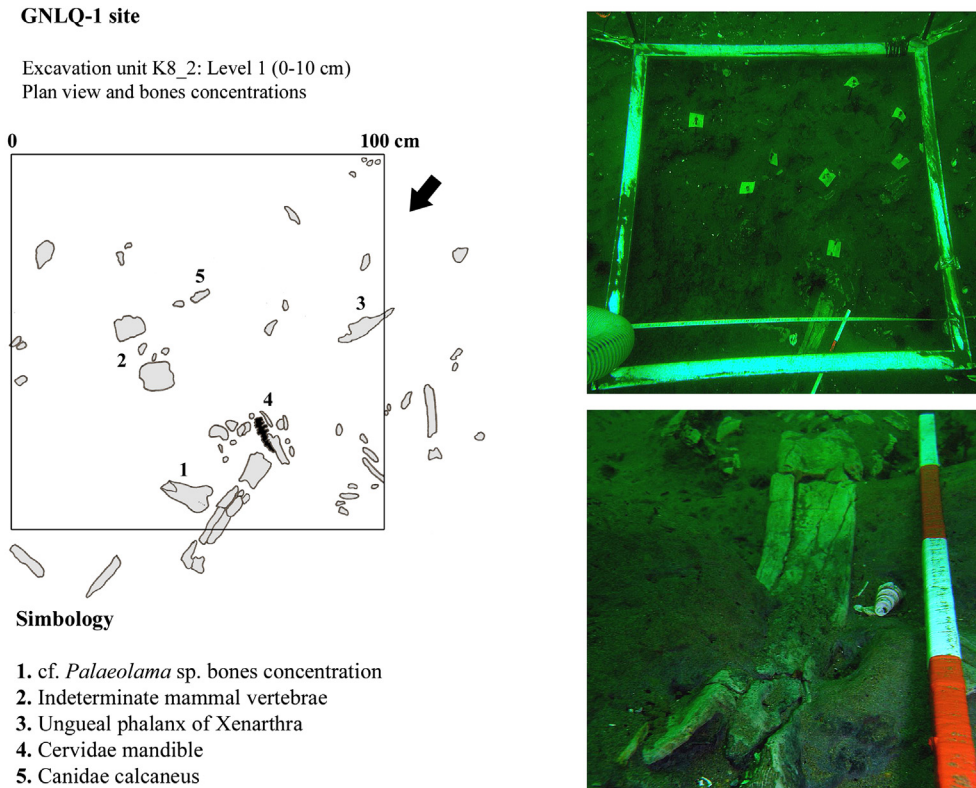 GNLQ-1 site
Excavation unit K8_2: Level 1 (0-10 cm)
Plan view and bones concentrations
0 100 cm
5
3
2
4
1
Simbology
1. cf. Palaeolama sp. bones concentration
2. Indeterminate mammal vertebrae
3. Ungueal phalanx of Xenarthra
4. Cervidae mandible
5. Canidae calcaneus